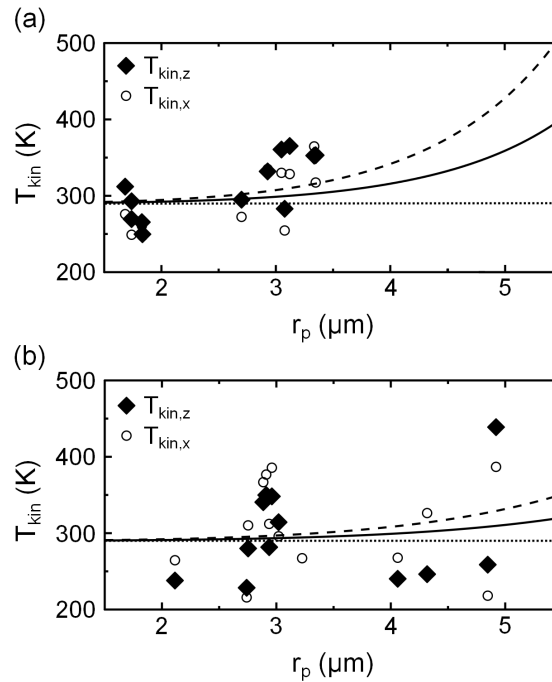 (a)
500
400
300
200
T_kin (K)
T_kin,z
T_kin,x
2 3 4 5
r_p (μm)
(b)
500
400
300
200
T_kin (K)
T_kin,z
T_kin,x
2 3 4 5
r_p (μm)